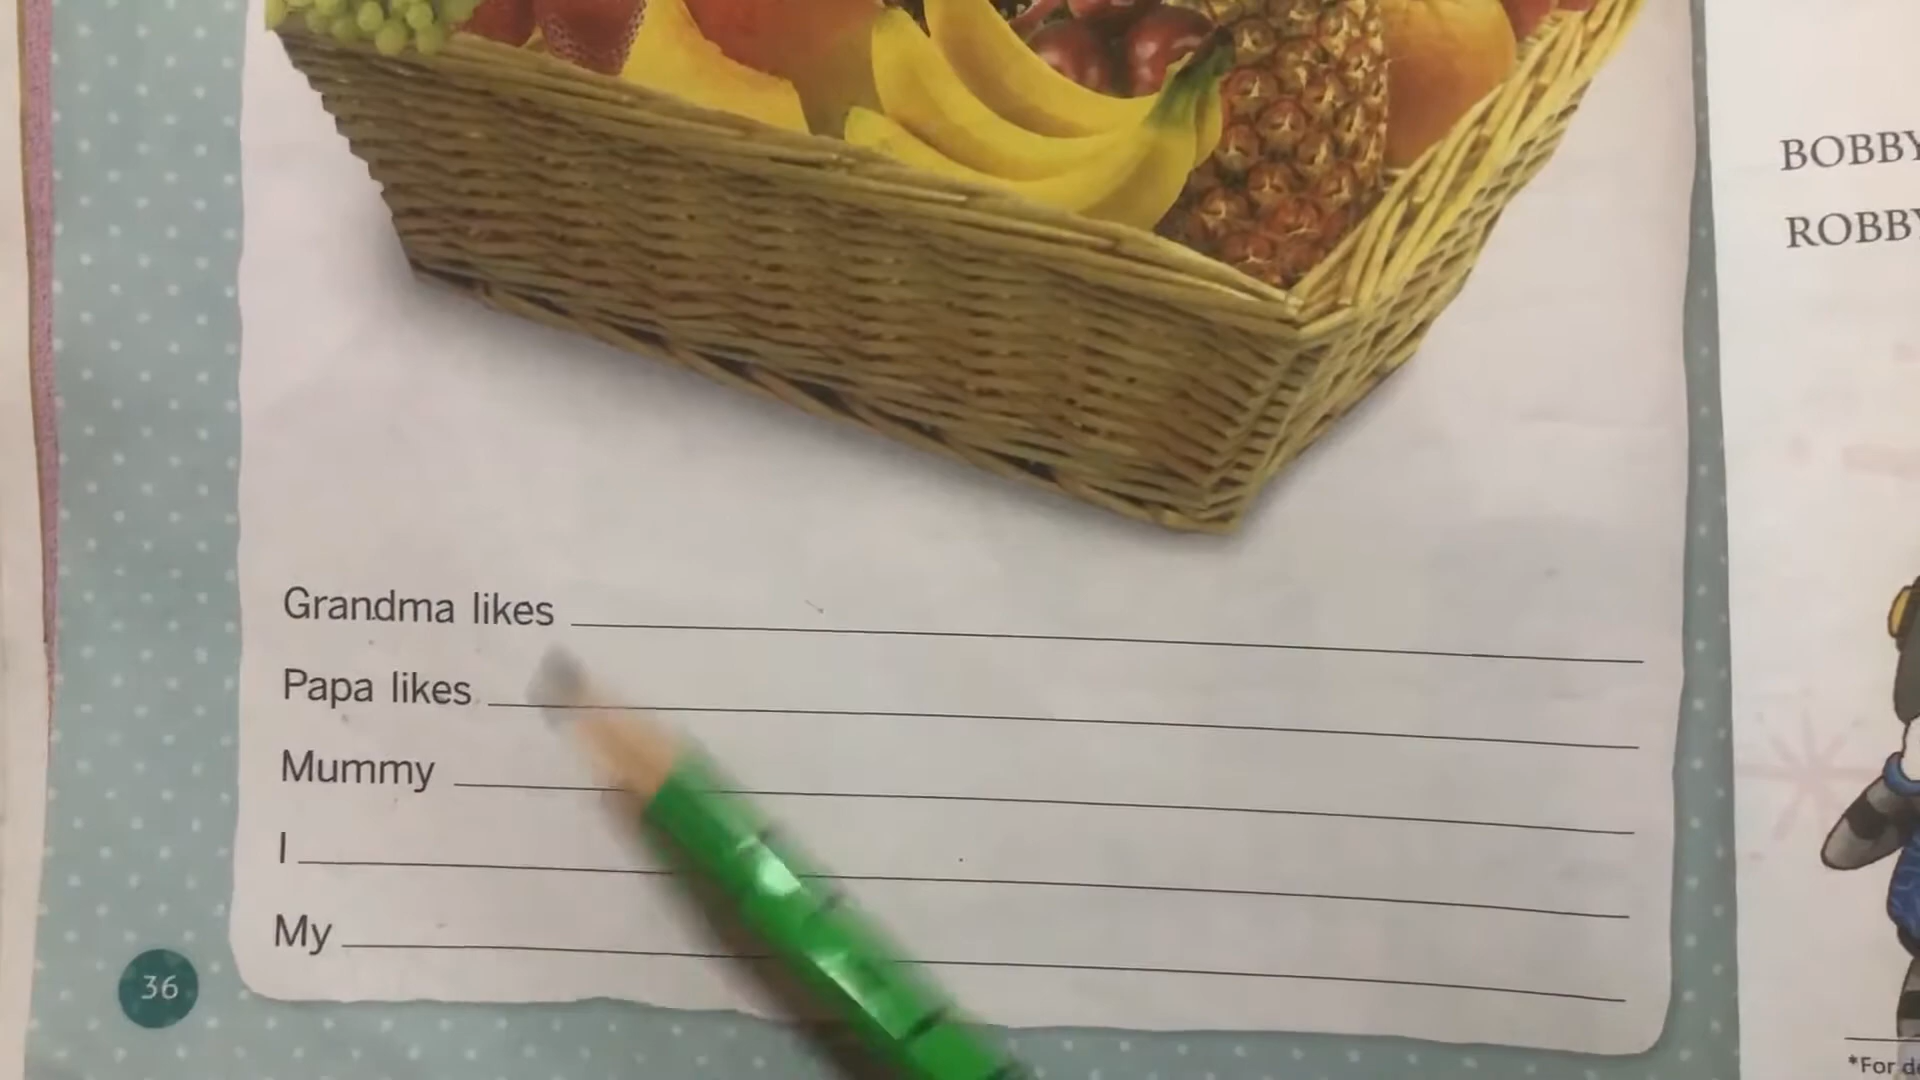 BOBBY
ROBBY
Grandma likes
Papa likes
Mummy
I
My
36
*For